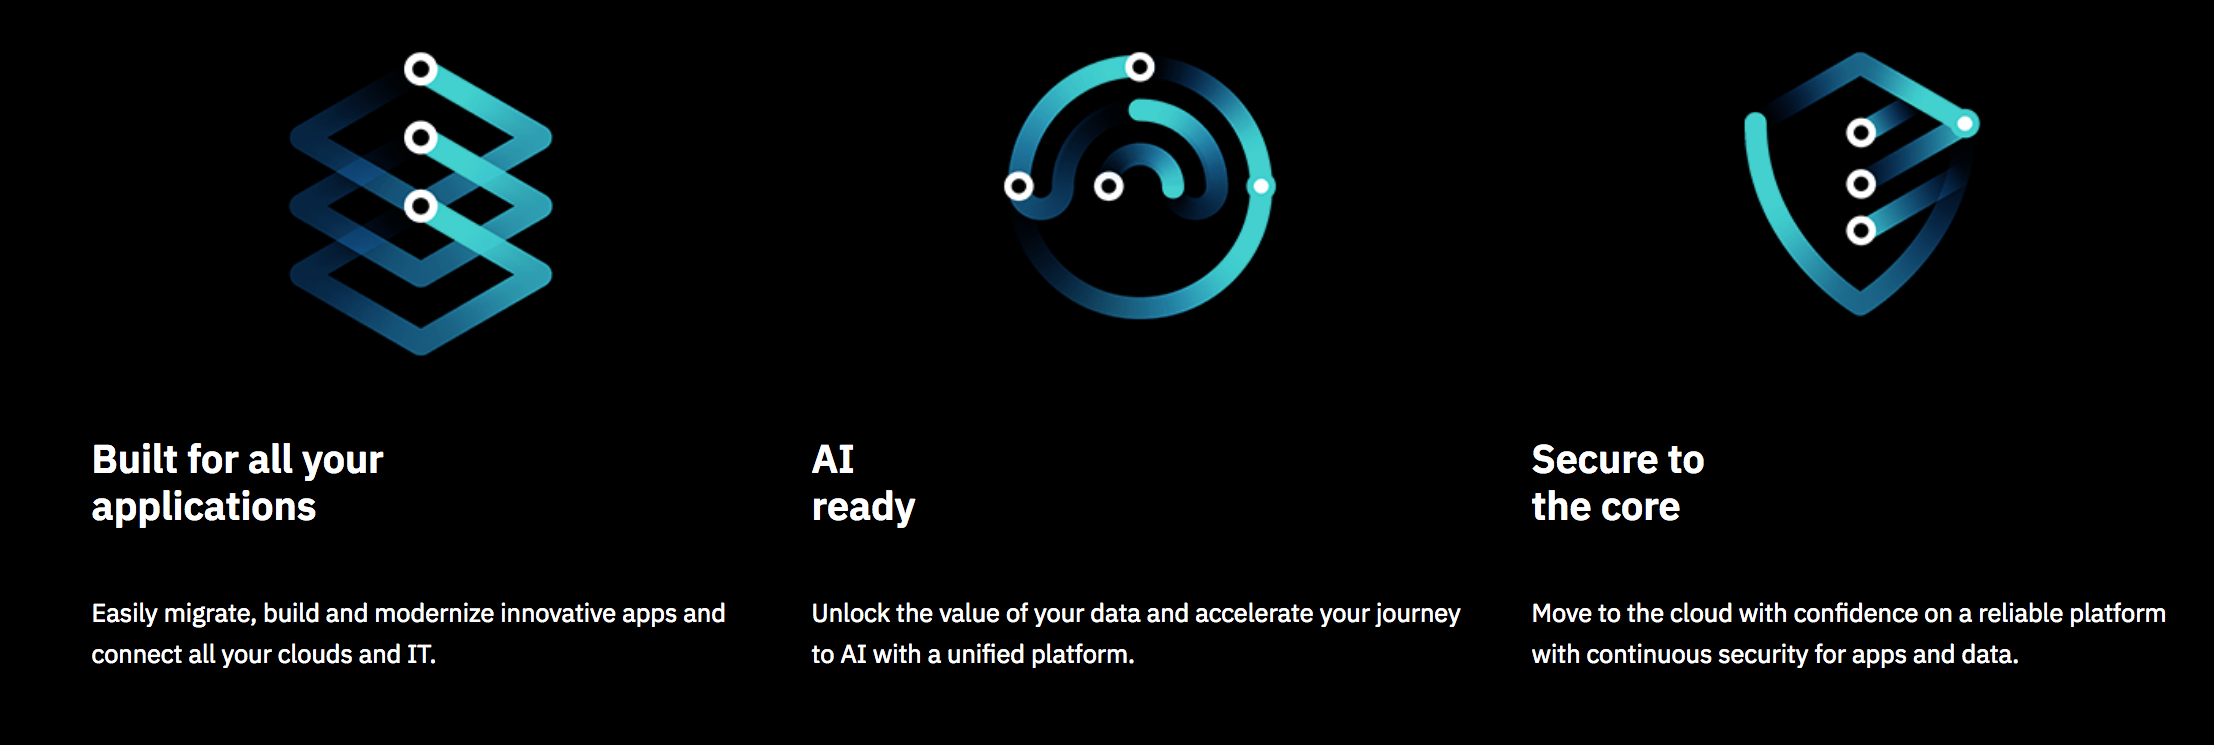 Built for all your
applications
Easily migrate, build and modernize innovative apps and
connect all your clouds and IT.
AI
ready
Unlock the value of your data and accelerate your journey
to AI with a unified platform.
Secure to
the core
Move to the cloud with confidence on a reliable platform
with continuous security for apps and data.